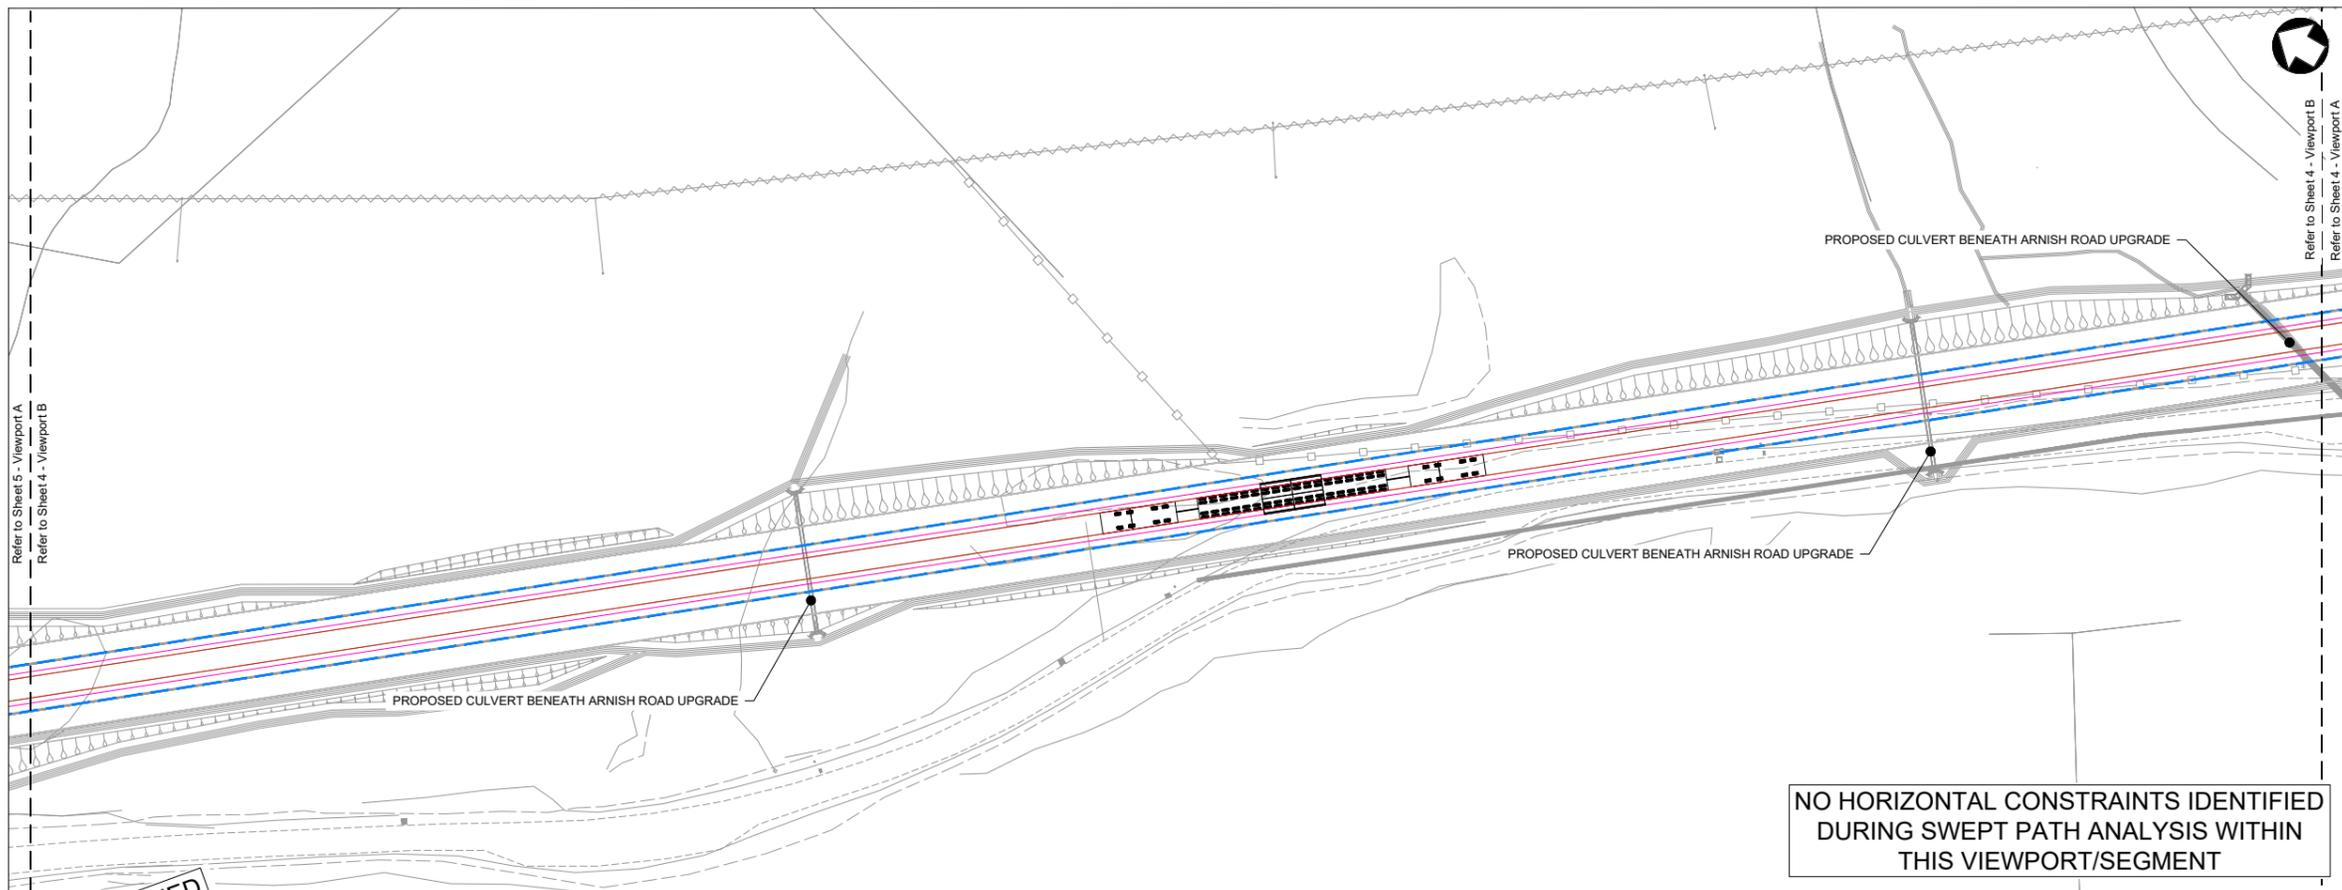 Refer to Sheet 4 - Viewport B
Refer to Sheet 4 - Viewport A
PROPOSED CULVERT BENEATH ARNISH ROAD UPGRADE
Refer to Sheet 5 - Viewport A
Refer to Sheet 4 - Viewport B
PROPOSED CULVERT BENEATH ARNISH ROAD UPGRADE
PROPOSED CULVERT BENEATH ARNISH ROAD UPGRADE
NO HORIZONTAL CONSTRAINTS IDENTIFIED
DURING SWEPT PATH ANALYSIS WITHIN
THIS VIEWPORT/SEGMENT